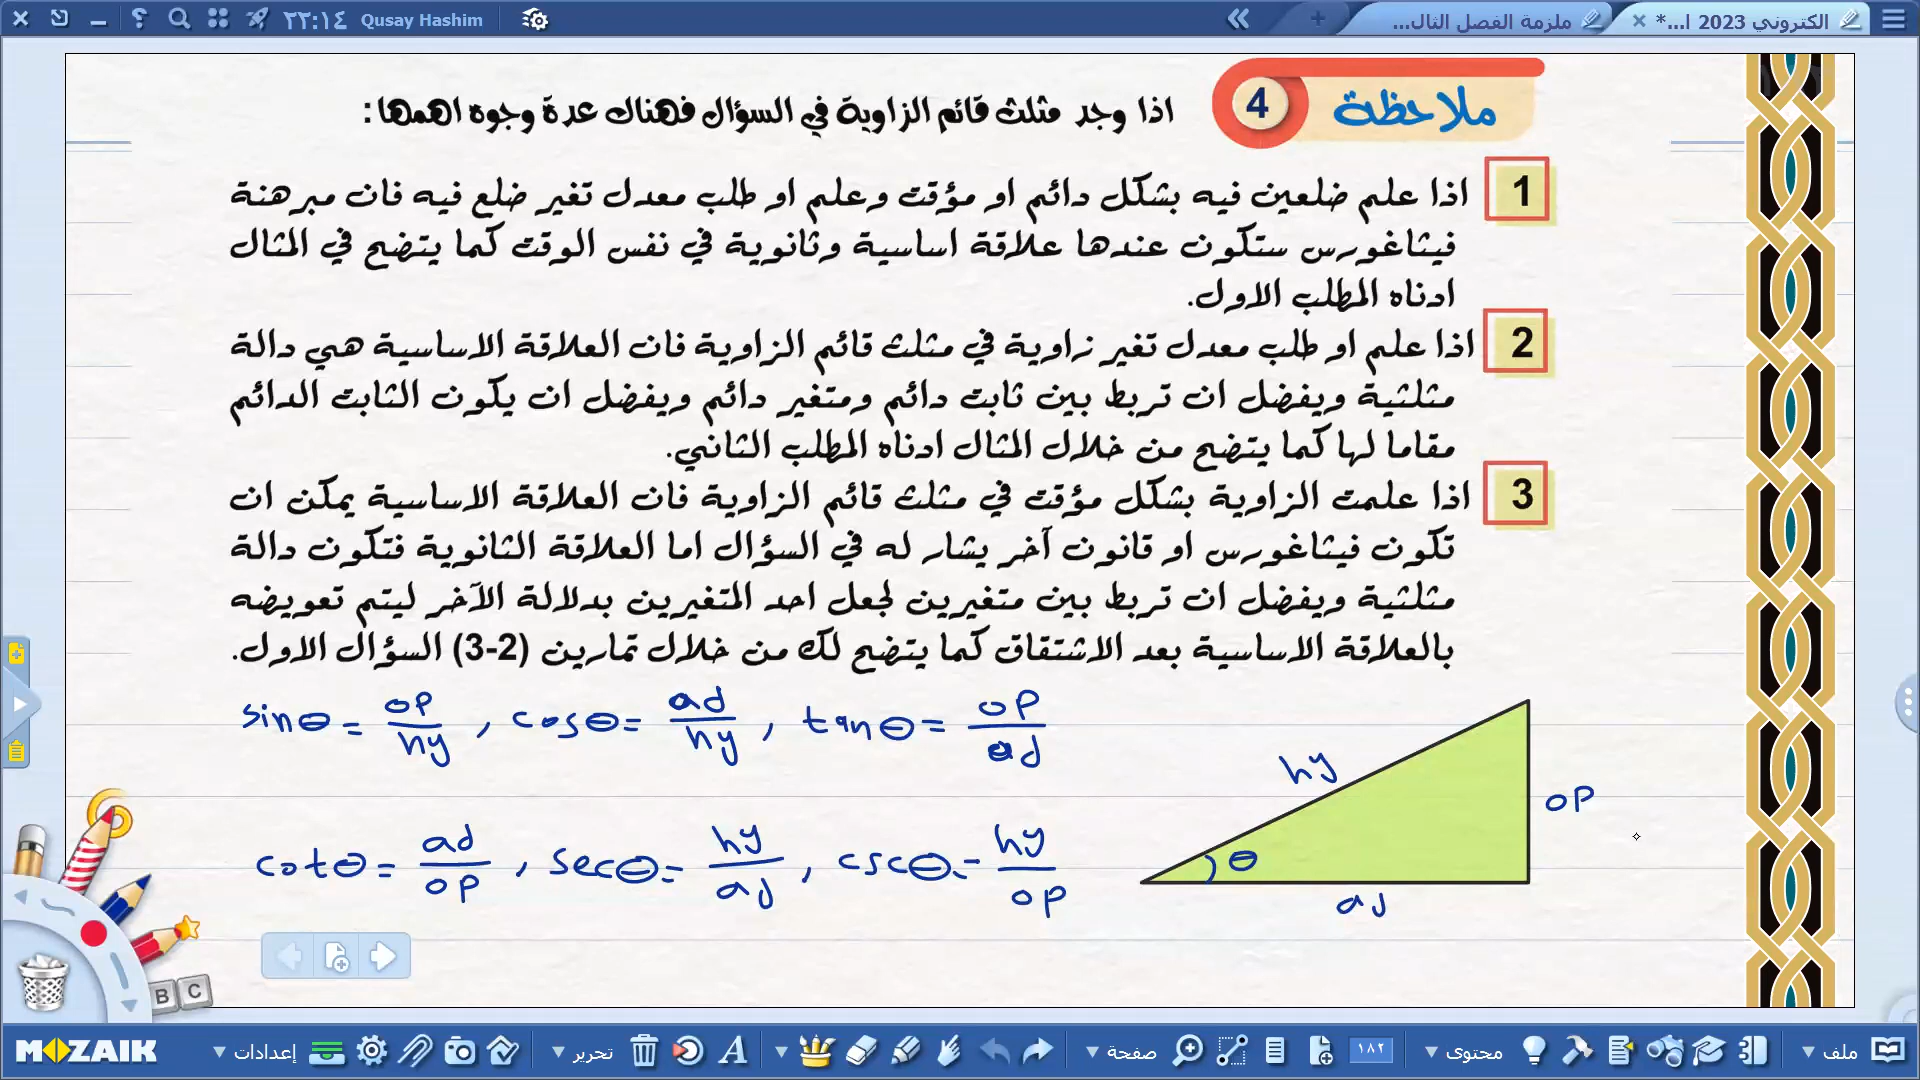 الكتروني 2023 ا...*
ملزمة الفصل الثال...
Qusay Hashim
٢٣:١٤
ملاحظة 4
اذا وجد مثلث قائم الزاوية في السؤال فهناك عدة وجوه اهمها :
1 اذا علم ضلعين فيه بشكل دائم او مؤقت وعلم او طلب معدل تغير ضلع فيه فان مبرهنة
فيثاغورس ستكون عندها علاقة اساسية وثانوية في نفس الوقت كما يتضح في المثال
ادناه المطلب الاول.
2 اذا علم او طلب معدل تغير زاوية في مثلث قائم الزاوية فان العلاقة الاساسية هي دالة
مثلثية ويفضل ان تربط بين ثابت دائم ومتغير دائم ويفضل ان يكون الثابت الدائم
مقاما لها كما يتضح من خلال المثال ادناه المطلب الثاني.
3 اذا علمت الزاوية بشكل مؤقت في مثلث قائم الزاوية فان العلاقة الاساسية يمكن ان
تكون فيثاغورس او قانون آخر يشار له في السؤال اما العلاقة الثانوية فتكون دالة
مثلثية ويفضل ان تربط بين متغيرين لجعل احد المتغيرين بدلالة الآخر ليتم تعويضه
بالعلاقة الاساسية بعد الاشتقاق كما يتضح لك من خلال تمارين (2-3) السؤال الاول.
sinθ = op/hy , cosθ = ad/hy , tanθ = op/ad
cotθ = ad/op , secθ = hy/ad , cscθ = hy/op
hy
op
θ
ad
B C
MOZAIK
إعدادات
تحرير
صفحة
١٨٢
محتوى
ملف